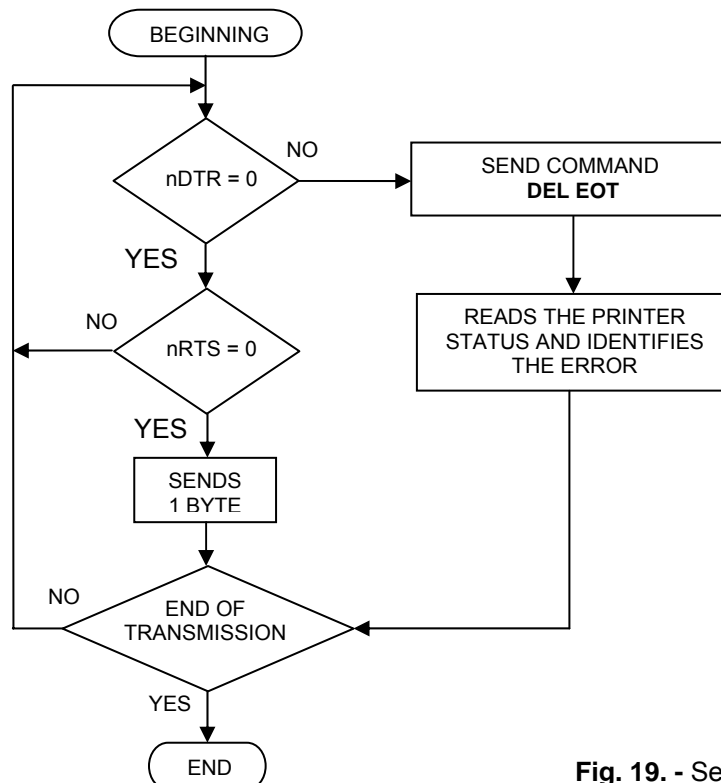 BEGINNING
nDTR = 0
NO
SEND COMMAND
DEL EOT
YES
READS THE PRINTER
STATUS AND IDENTIFIES
THE ERROR
NO
nRTS = 0
YES
SENDS
1 BYTE
NO
END OF
TRANSMISSION
YES
END
Fig. 19. - Se